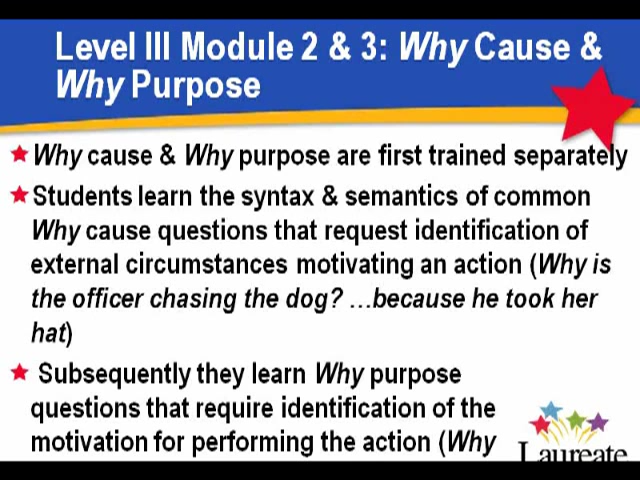 Level III Module 2 & 3: Why Cause &
Why Purpose
Why cause & Why purpose are first trained separately
Students learn the syntax & semantics of common
Why cause questions that request identification of
external circumstances motivating an action (Why is
the officer chasing the dog? …because he took her
hat)
Subsequently they learn Why purpose
questions that require identification of the
motivation for performing the action (Why
Laureate